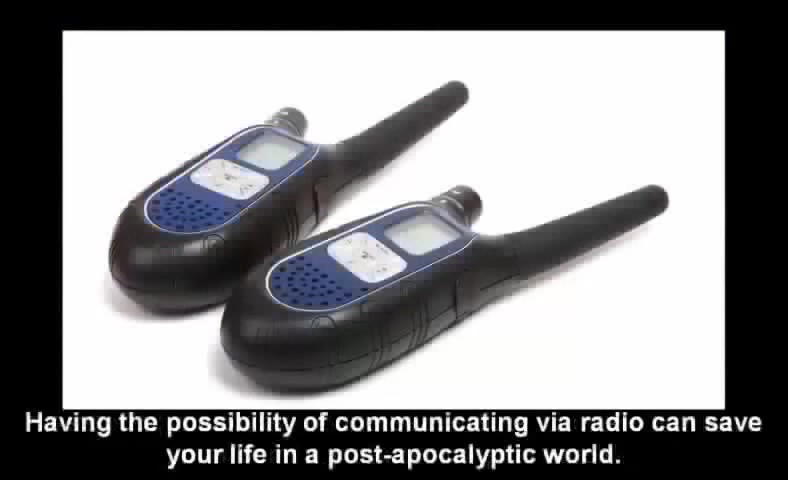 Having the possibility of communicating via radio can save
your life in a post-apocalyptic world.